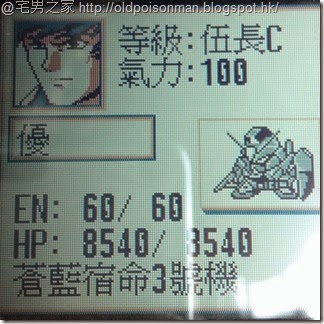 @宅男之家 http://oldpoisonman.blogspot.hk/
等級:伍長C
氣力:100
優
EN: 60/ 60
HP: 8540/ 8540
蒼藍宿命3號機